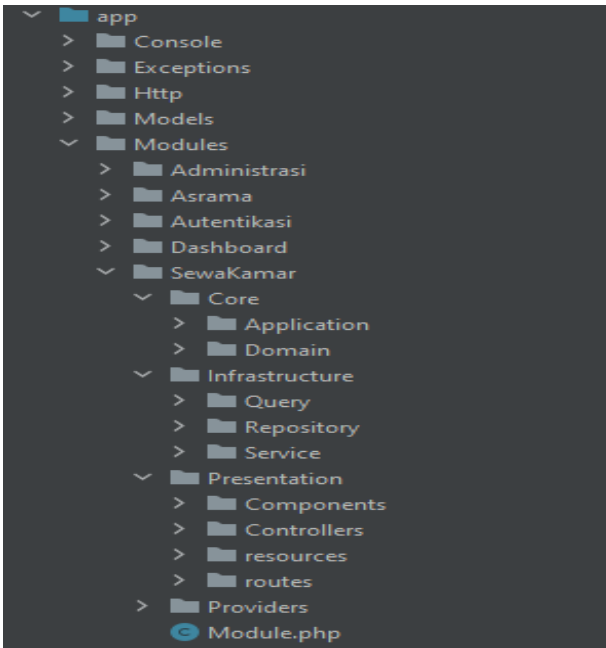 app
Console
Exceptions
Http
Models
Modules
Administrasi
Asrama
Autentikasi
Dashboard
SewaKamar
Core
Application
Domain
Infrastructure
Query
Repository
Service
Presentation
Components
Controllers
resources
routes
Providers
Module.php